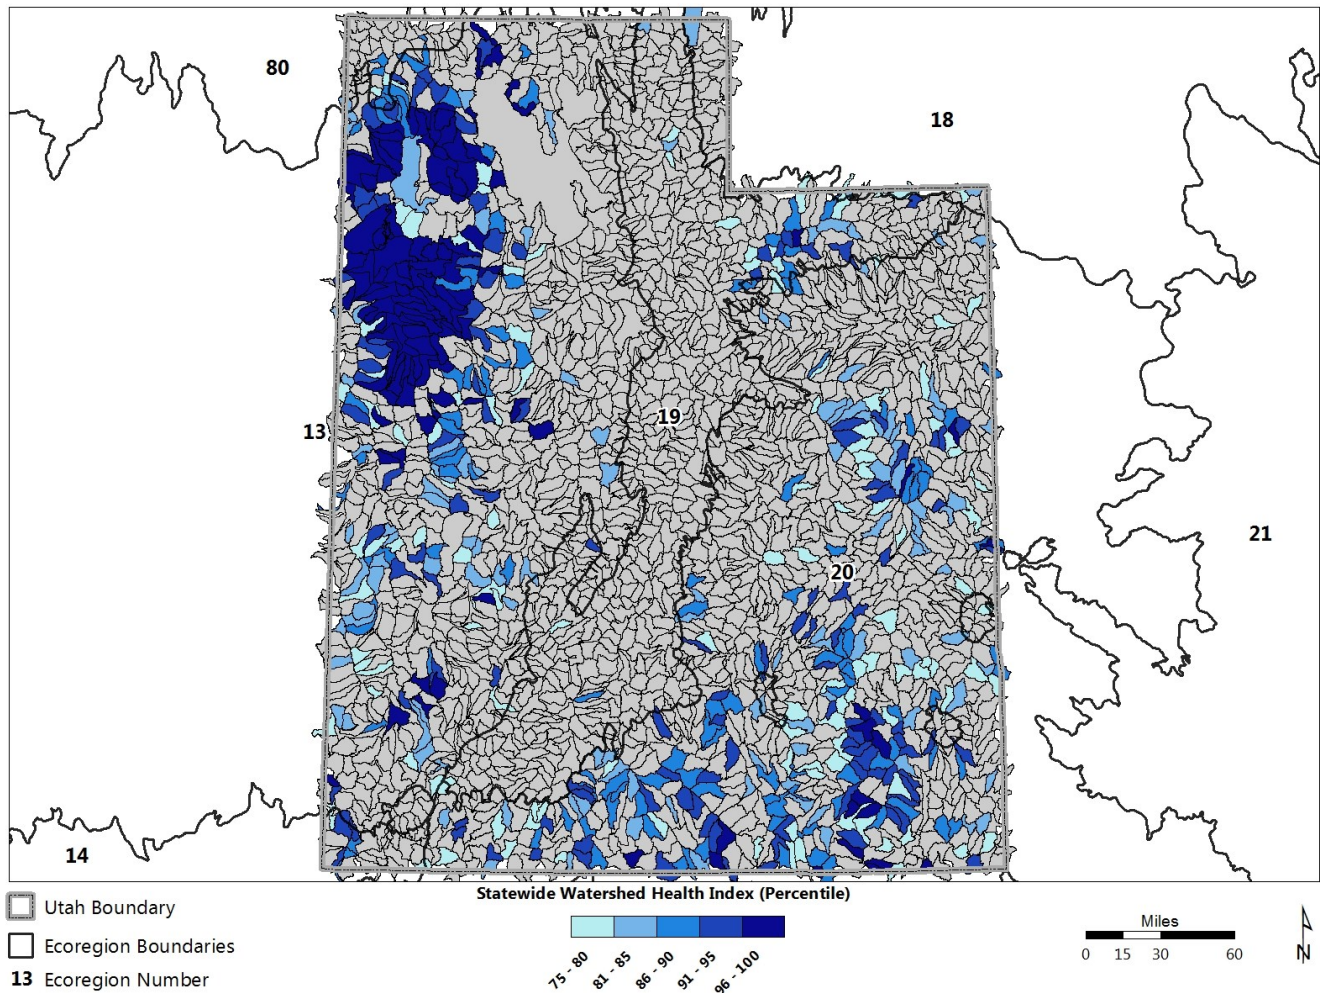 80
18
13
19
20
21
14
Utah Boundary
Ecoregion Boundaries
13 Ecoregion Number
Statewide Watershed Health Index (Percentile)
75 - 80
81 - 85
86 - 90
91 - 95
96 - 100
Miles
0 15 30 60
N